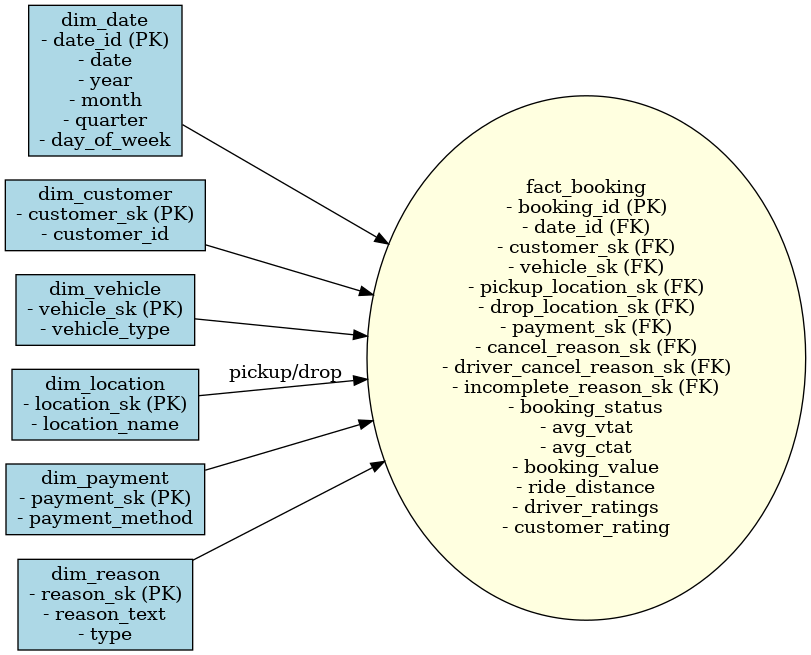 dim_date
- date_id (PK)
- date
- year
- month
- quarter
- day_of_week
dim_customer
- customer_sk (PK)
- customer_id
dim_vehicle
- vehicle_sk (PK)
- vehicle_type
dim_location
- location_sk (PK)
- location_name
dim_payment
- payment_sk (PK)
- payment_method
dim_reason
- reason_sk (PK)
- reason_text
- type
pickup/drop
fact_booking
- booking_id (PK)
- date_id (FK)
- customer_sk (FK)
- vehicle_sk (FK)
- pickup_location_sk (FK)
- drop_location_sk (FK)
- payment_sk (FK)
- cancel_reason_sk (FK)
- driver_cancel_reason_sk (FK)
- incomplete_reason_sk (FK)
- booking_status
- avg_vtat
- avg_ctat
- booking_value
- ride_distance
- driver_ratings
- customer_rating